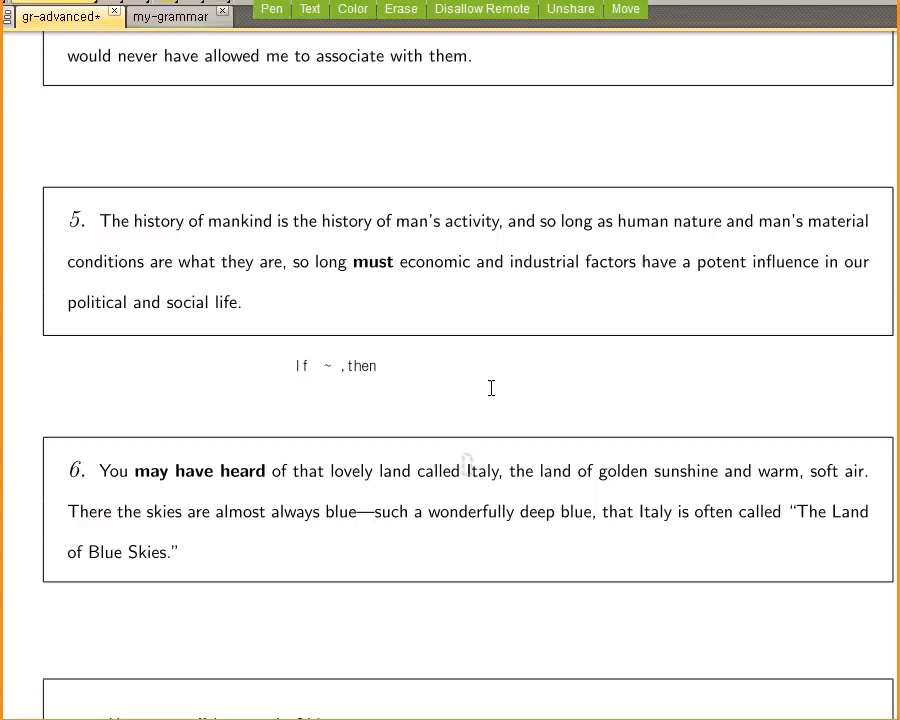 Pen Text Color Erase Disallow Remote Unshare Move
gr-advanced* my-grammar
would never have allowed me to associate with them.
5. The history of mankind is the history of man's activity, and so long as human nature and man's material
conditions are what they are, so long must economic and industrial factors have a potent influence in our
political and social life.
If ~ ,then
6. You may have heard of that lovely land called Italy, the land of golden sunshine and warm, soft air.
There the skies are almost always blue—such a wonderfully deep blue, that Italy is often called “The Land
of Blue Skies.”